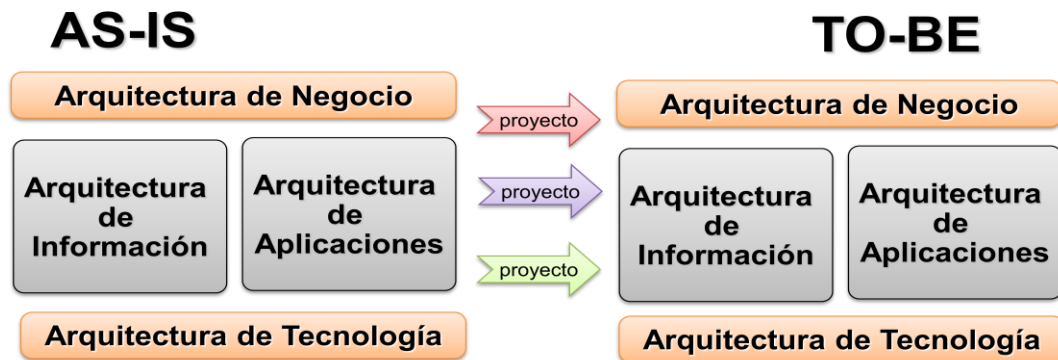 AS-IS
Arquitectura de Negocio
Arquitectura
de
Información
Arquitectura
de
Aplicaciones
Arquitectura de Tecnología
proyecto
proyecto
proyecto
TO-BE
Arquitectura de Negocio
Arquitectura
de
Información
Arquitectura
de
Aplicaciones
Arquitectura de Tecnología